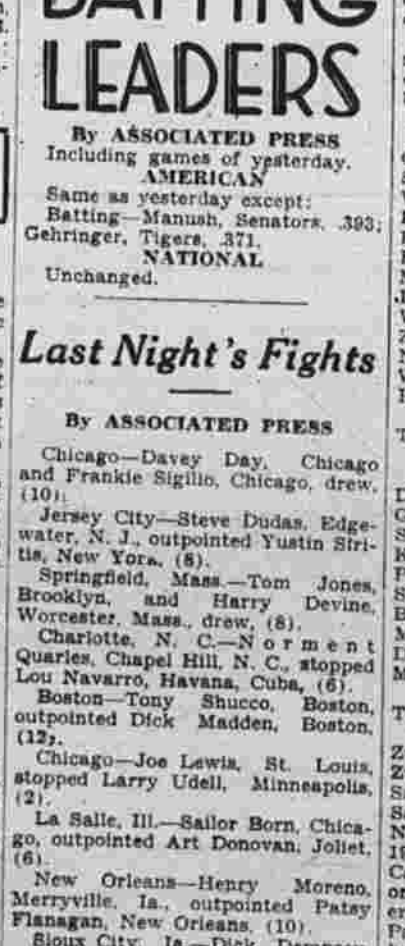 BATTING
LEADERS
By ASSOCIATED PRESS
Including games of yesterday.
AMERICAN
Same as yesterday except:
Batting—Manush, Senators, .393;
Gehringer, Tigers, .371.
NATIONAL
Unchanged.
Last Night's Fights
By ASSOCIATED PRESS
Chicago—Davey Day, Chicago
and Frankie Sigilio, Chicago, drew,
(10).
Jersey City—Steve Dudas, Edge-
water, N. J., outpointed Yustin Siri-
tis, New York, (8).
Springfield, Mass.—Tom Jones,
Brooklyn, and Harry Devine,
Worcester, Mass., drew, (8).
Charlotte, N. C.—Norment
Quarles, Chapel Hill, N. C., stopped
Lou Navarro, Havana, Cuba, (6).
Boston—Tony Shucco, Boston,
outpointed Dick Madden, Boston,
(12).
Chicago—Joe Lewis, St. Louis,
stopped Larry Udell, Minneapolis,
(2).
La Salle, Ill.—Sailor Born, Chica-
go, outpointed Art Donovan, Joliet,
(6).
New Orleans—Henry Moreno,
Merryville, la., outpointed Patsy
Flanagan, New Orleans, (10).
Sioux City, Ia.—Dick